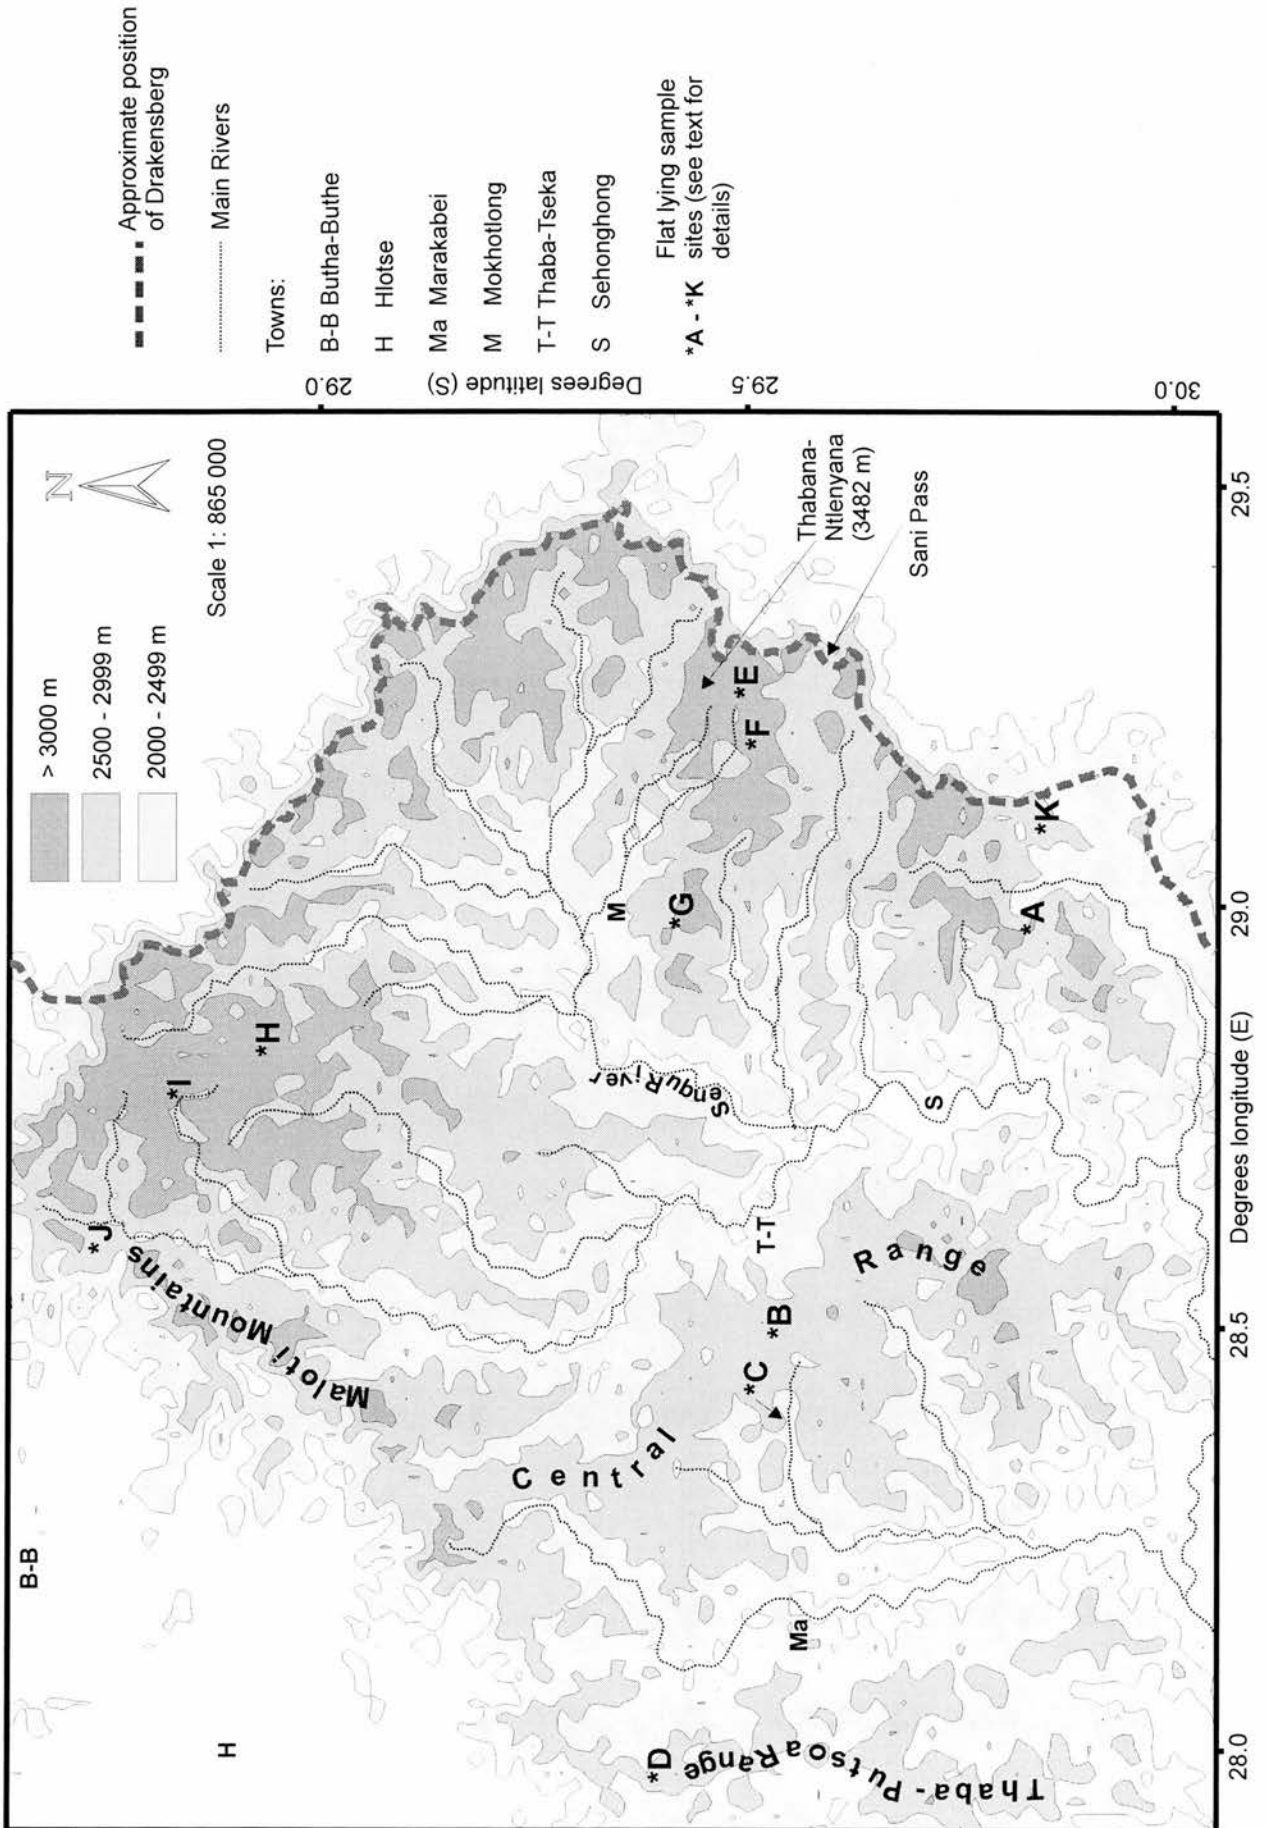 > 3000 m
2500 - 2999 m
2000 - 2499 m
N
Scale 1: 865 000
B-B
H
*J
*I
*H
Maloti Mountains
Central
Range
Senqu River
M
*G
*F
*E
Thabana-
Ntlenyana
(3482 m)
Sani Pass
*D
Thaba-Putsoa Range
Ma
*C
*B
T-T
S
*A
*K
28.0
28.5
29.0
29.5
Degrees longitude (E)
29.0
29.5
30.0
Degrees latitude (S)
Approximate position
of Drakensberg
Main Rivers
Towns:
B-B Butha-Buthe
H Hlotse
Ma Marakabei
M Mokhotlong
T-T Thaba-Tseka
S Sehonghong
*A - *K Flat lying sample
sites (see text for
details)